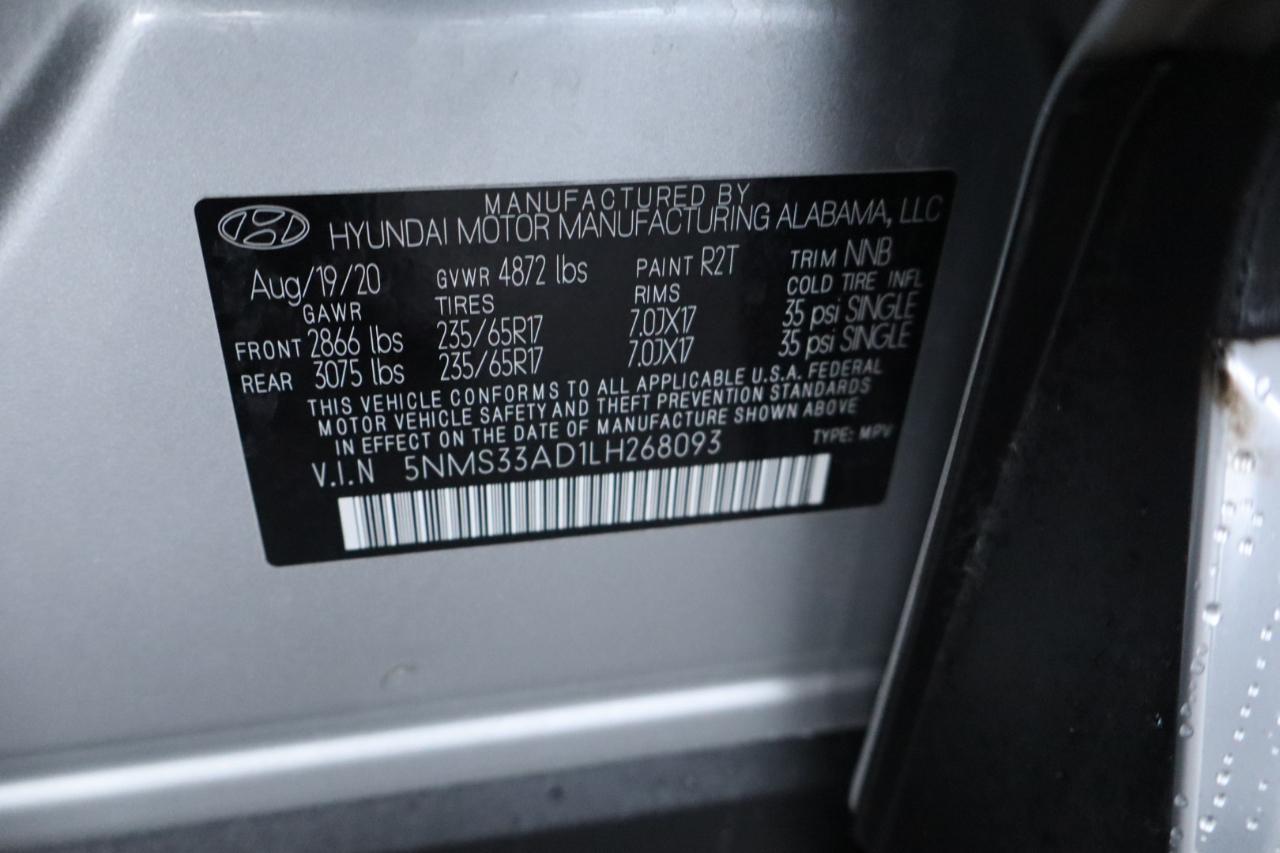 MANUFACTURED BY
HYUNDAI MOTOR MANUFACTURING ALABAMA, LLC
Aug/19/20 GVWR 4872 lbs PAINT R2T TRIM NNB
GAWR TIRES RIMS COLD TIRE INFL
FRONT 2866 lbs 235/65R17 7.0JX17 35 psi SINGLE
REAR 3075 lbs 235/65R17 7.0JX17 35 psi SINGLE
THIS VEHICLE CONFORMS TO ALL APPLICABLE U.S.A. FEDERAL
MOTOR VEHICLE SAFETY AND THEFT PREVENTION STANDARDS
IN EFFECT ON THE DATE OF MANUFACTURE SHOWN ABOVE
V.I.N 5NMS33AD1LH268093 TYPE: MPV